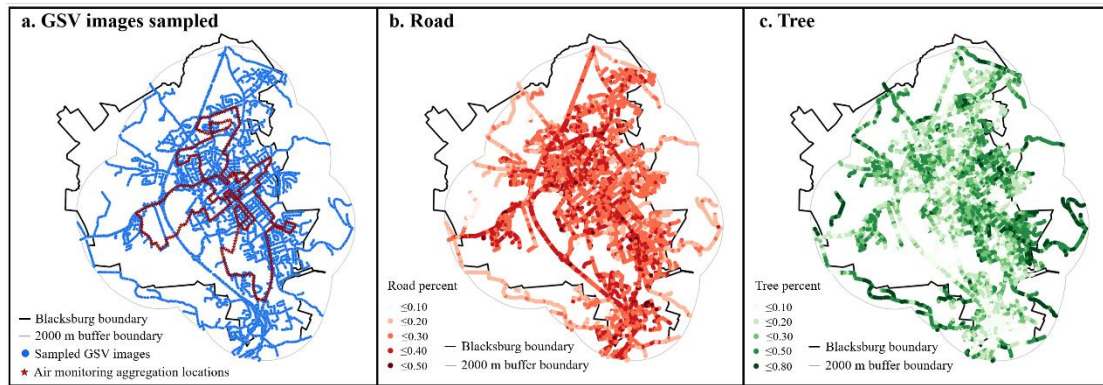 a. GSV images sampled
Blacksburg boundary
2000 m buffer boundary
Sampled GSV images
Air monitoring aggregation locations
b. Road
Road percent
≤0.10
≤0.20
≤0.30
≤0.40
≤0.50
Blacksburg boundary
2000 m buffer boundary
c. Tree
Tree percent
≤0.10
≤0.20
≤0.30
≤0.50
≤0.80
Blacksburg boundary
2000 m buffer boundary